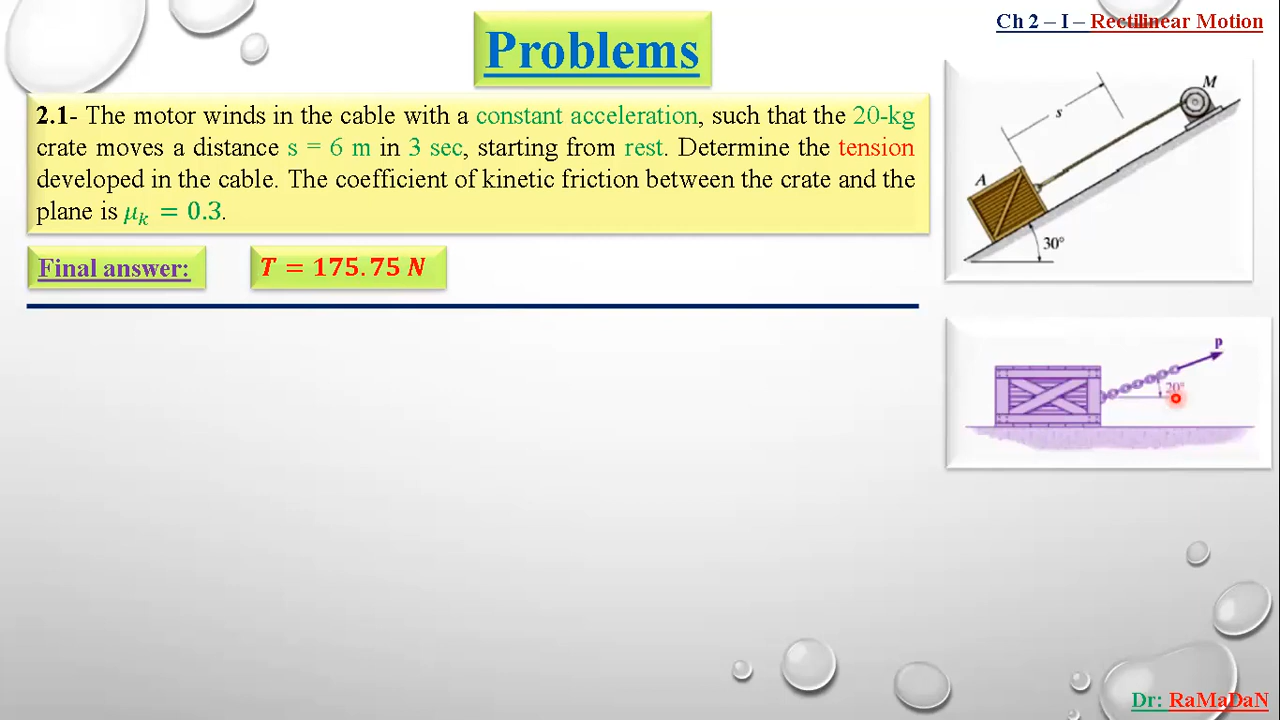 Ch 2 – I – Rectilinear Motion
Problems
2.1- The motor winds in the cable with a constant acceleration, such that the 20-kg
crate moves a distance s = 6 m in 3 sec, starting from rest. Determine the tension
developed in the cable. The coefficient of kinetic friction between the crate and the
plane is μₖ = 0.3.
Final answer:
T = 175.75 N
M
s
A
30°
P
20°
Dr: RaMaDaN